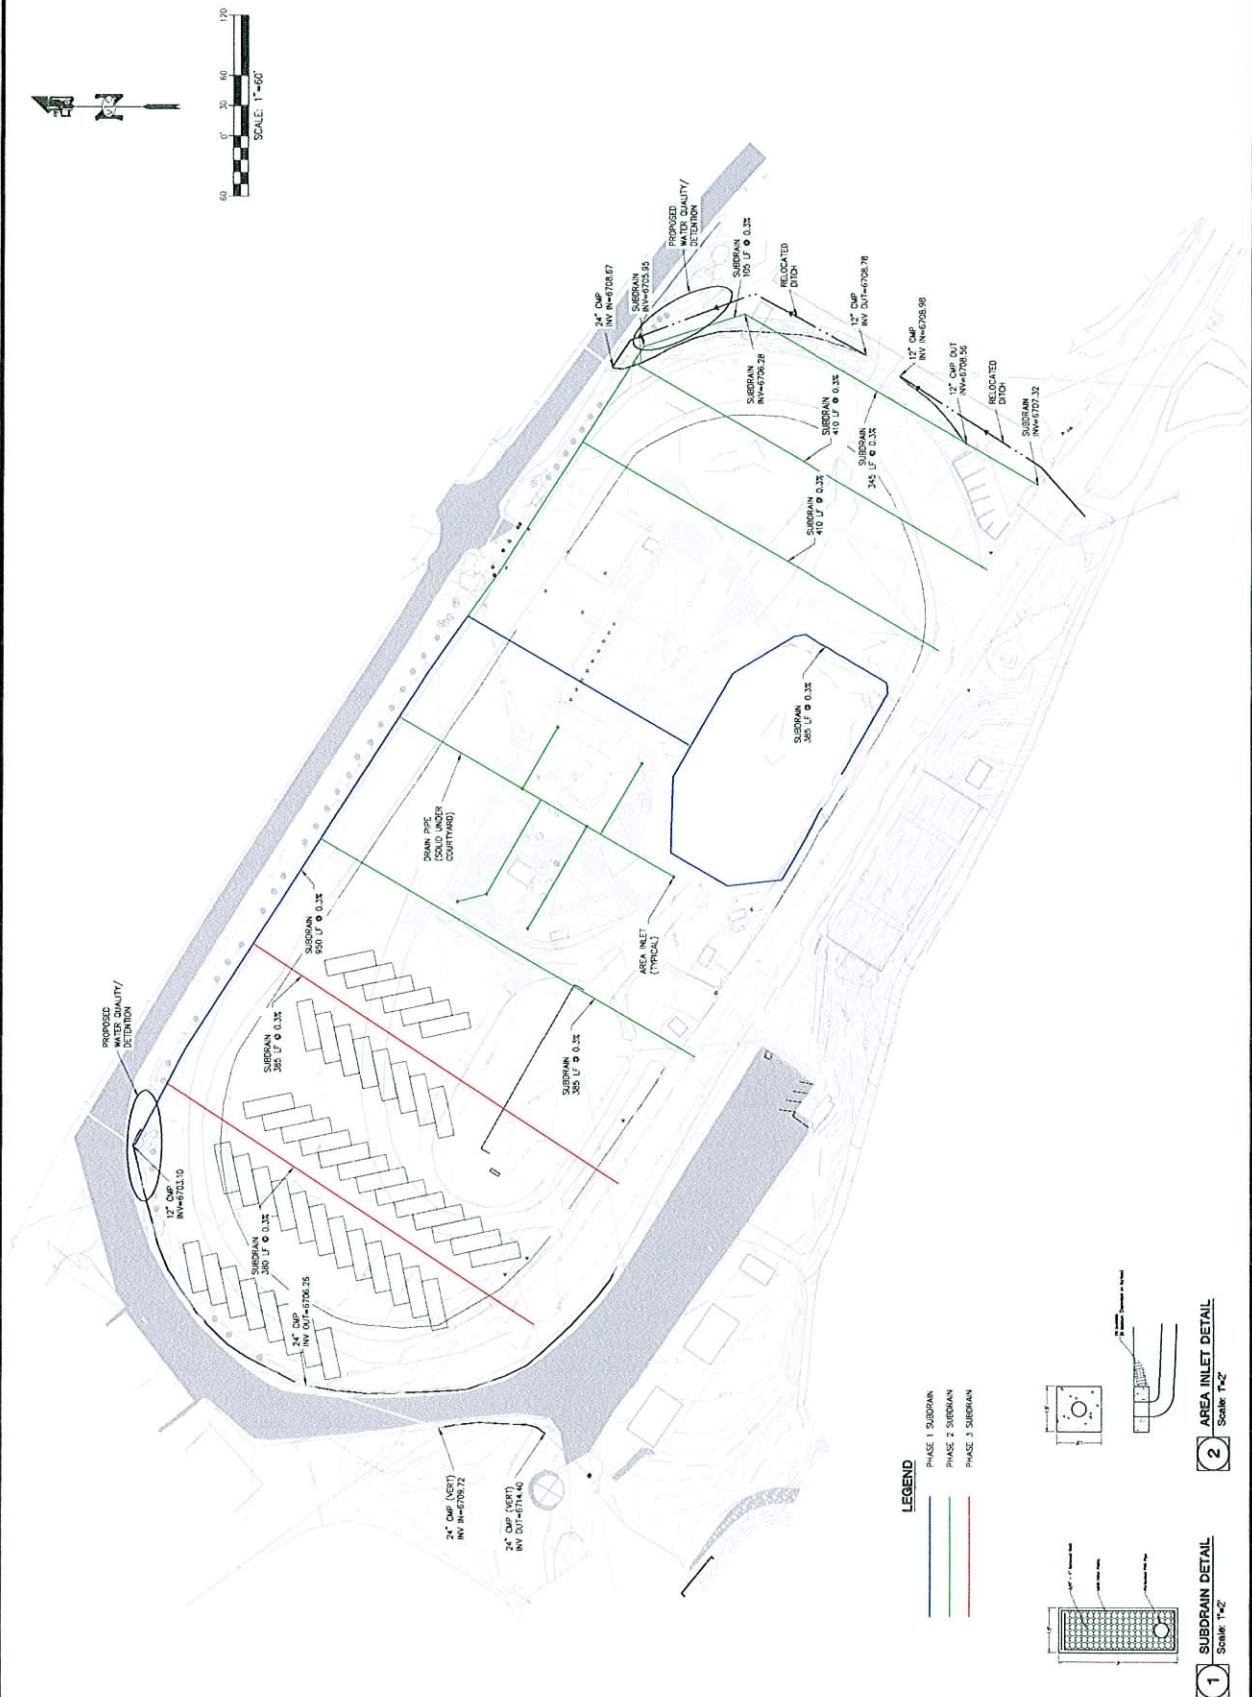 60
0'
30
60
120
SCALE: 1"=60'
PROPOSED
WATER QUALITY/
DETENTION
24" CMP
INV IN=6708.67
SUBDRAIN
INV=6705.95
SUBDRAIN
105 LF @ 0.3%
RELOCATED
DITCH
12" CMP
INV OUT=6708.78
SUBDRAIN
INV=6706.28
12" CMP
INV IN=6708.98
12" CMP OUT
INV=6708.56
RELOCATED
DITCH
SUBDRAIN
INV=6707.32
SUBDRAIN
410 LF @ 0.3%
SUBDRAIN
345 LF @ 0.3%
SUBDRAIN
410 LF @ 0.3%
SUBDRAIN
385 LF @ 0.3%
DRAIN PIPE
(SOLID UNDER
COURTYARD)
AREA INLET
(TYPICAL)
SUBDRAIN
950 LF @ 0.3%
SUBDRAIN
385 LF @ 0.3%
SUBDRAIN
385 LF @ 0.3%
PROPOSED
WATER QUALITY/
DETENTION
12" CMP
INV=6703.10
SUBDRAIN
380 LF @ 0.3%
24" CMP
INV OUT=6706.26
24" CMP (VERT)
INV IN=6709.72
24" CMP (VERT)
INV OUT=6714.40
LEGEND
PHASE 1 SUBDRAIN
PHASE 2 SUBDRAIN
PHASE 3 SUBDRAIN
1 SUBDRAIN DETAIL
Scale: 1"=2'
2 AREA INLET DETAIL
Scale: 1"=2'